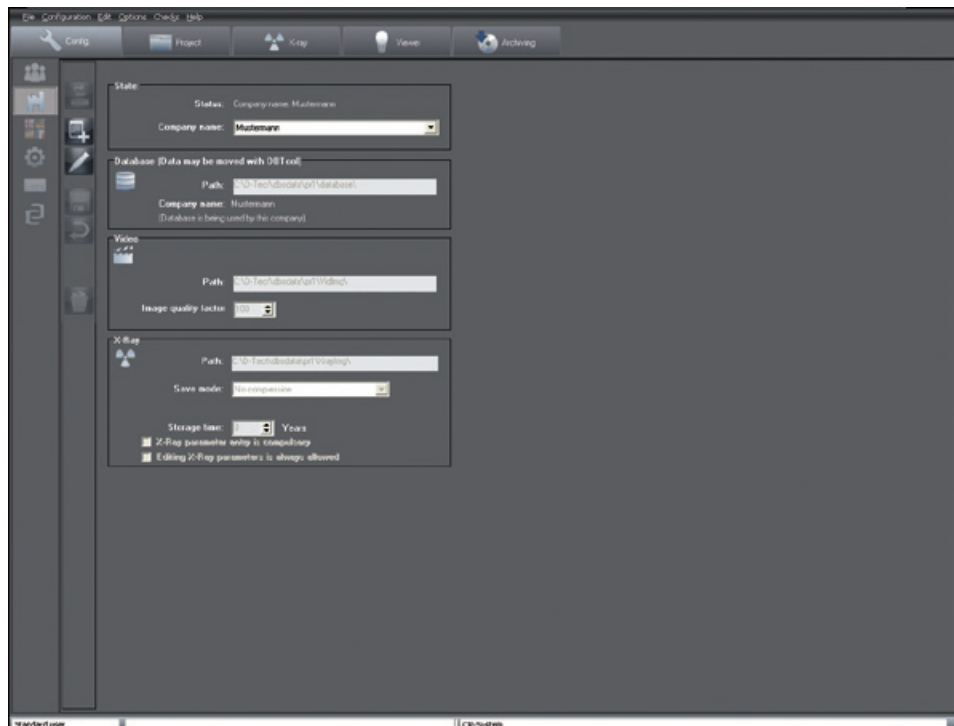 File Configuration Edit Options Help
Config. Project X-ray Viewer Archiving
State
Status: Company name: Mustermann
Company name: Mustermann
Database (Data may be moved with DBTool)
Path:
Company name: Mustermann
(Database is being used by this company)
Video
Path:
Image quality factor 100
X-Ray
Path:
Save mode: No compression
Storage time: Years
X-Ray parameter entry is compulsory
Editing X-Ray parameters is always allowed
Standard user